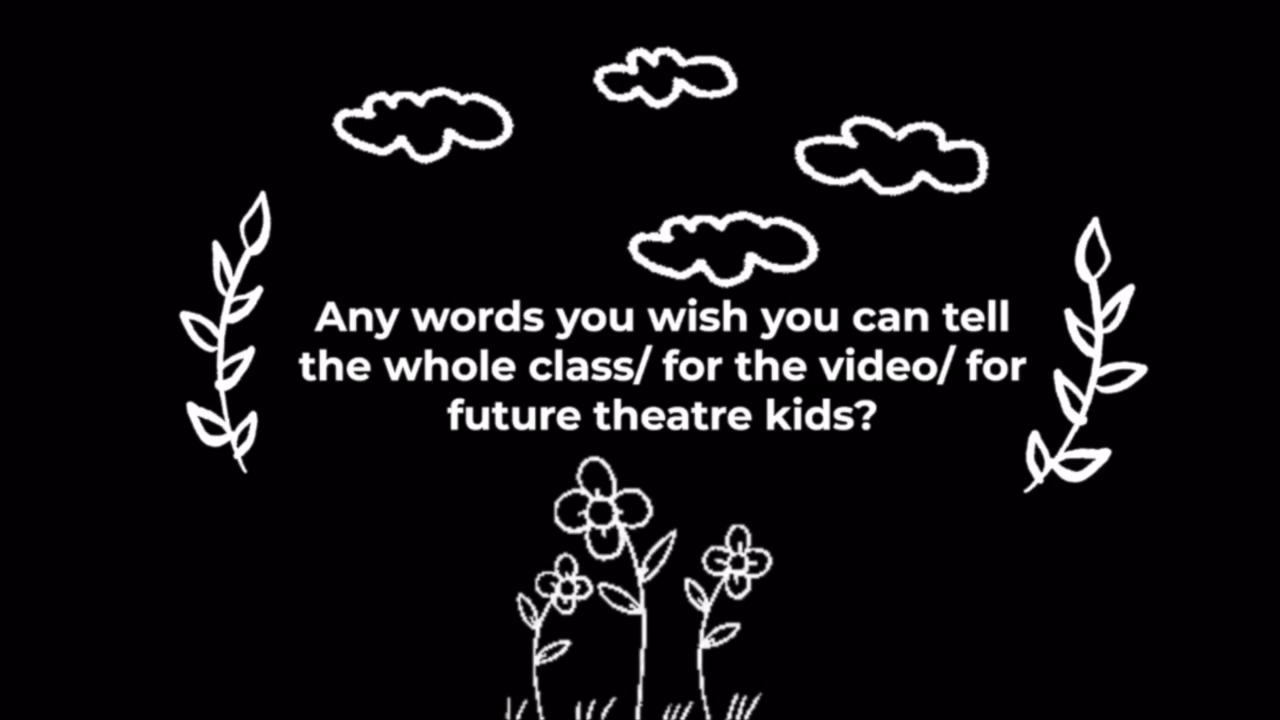 Any words you wish you can tell
the whole class/ for the video/ for
future theatre kids?